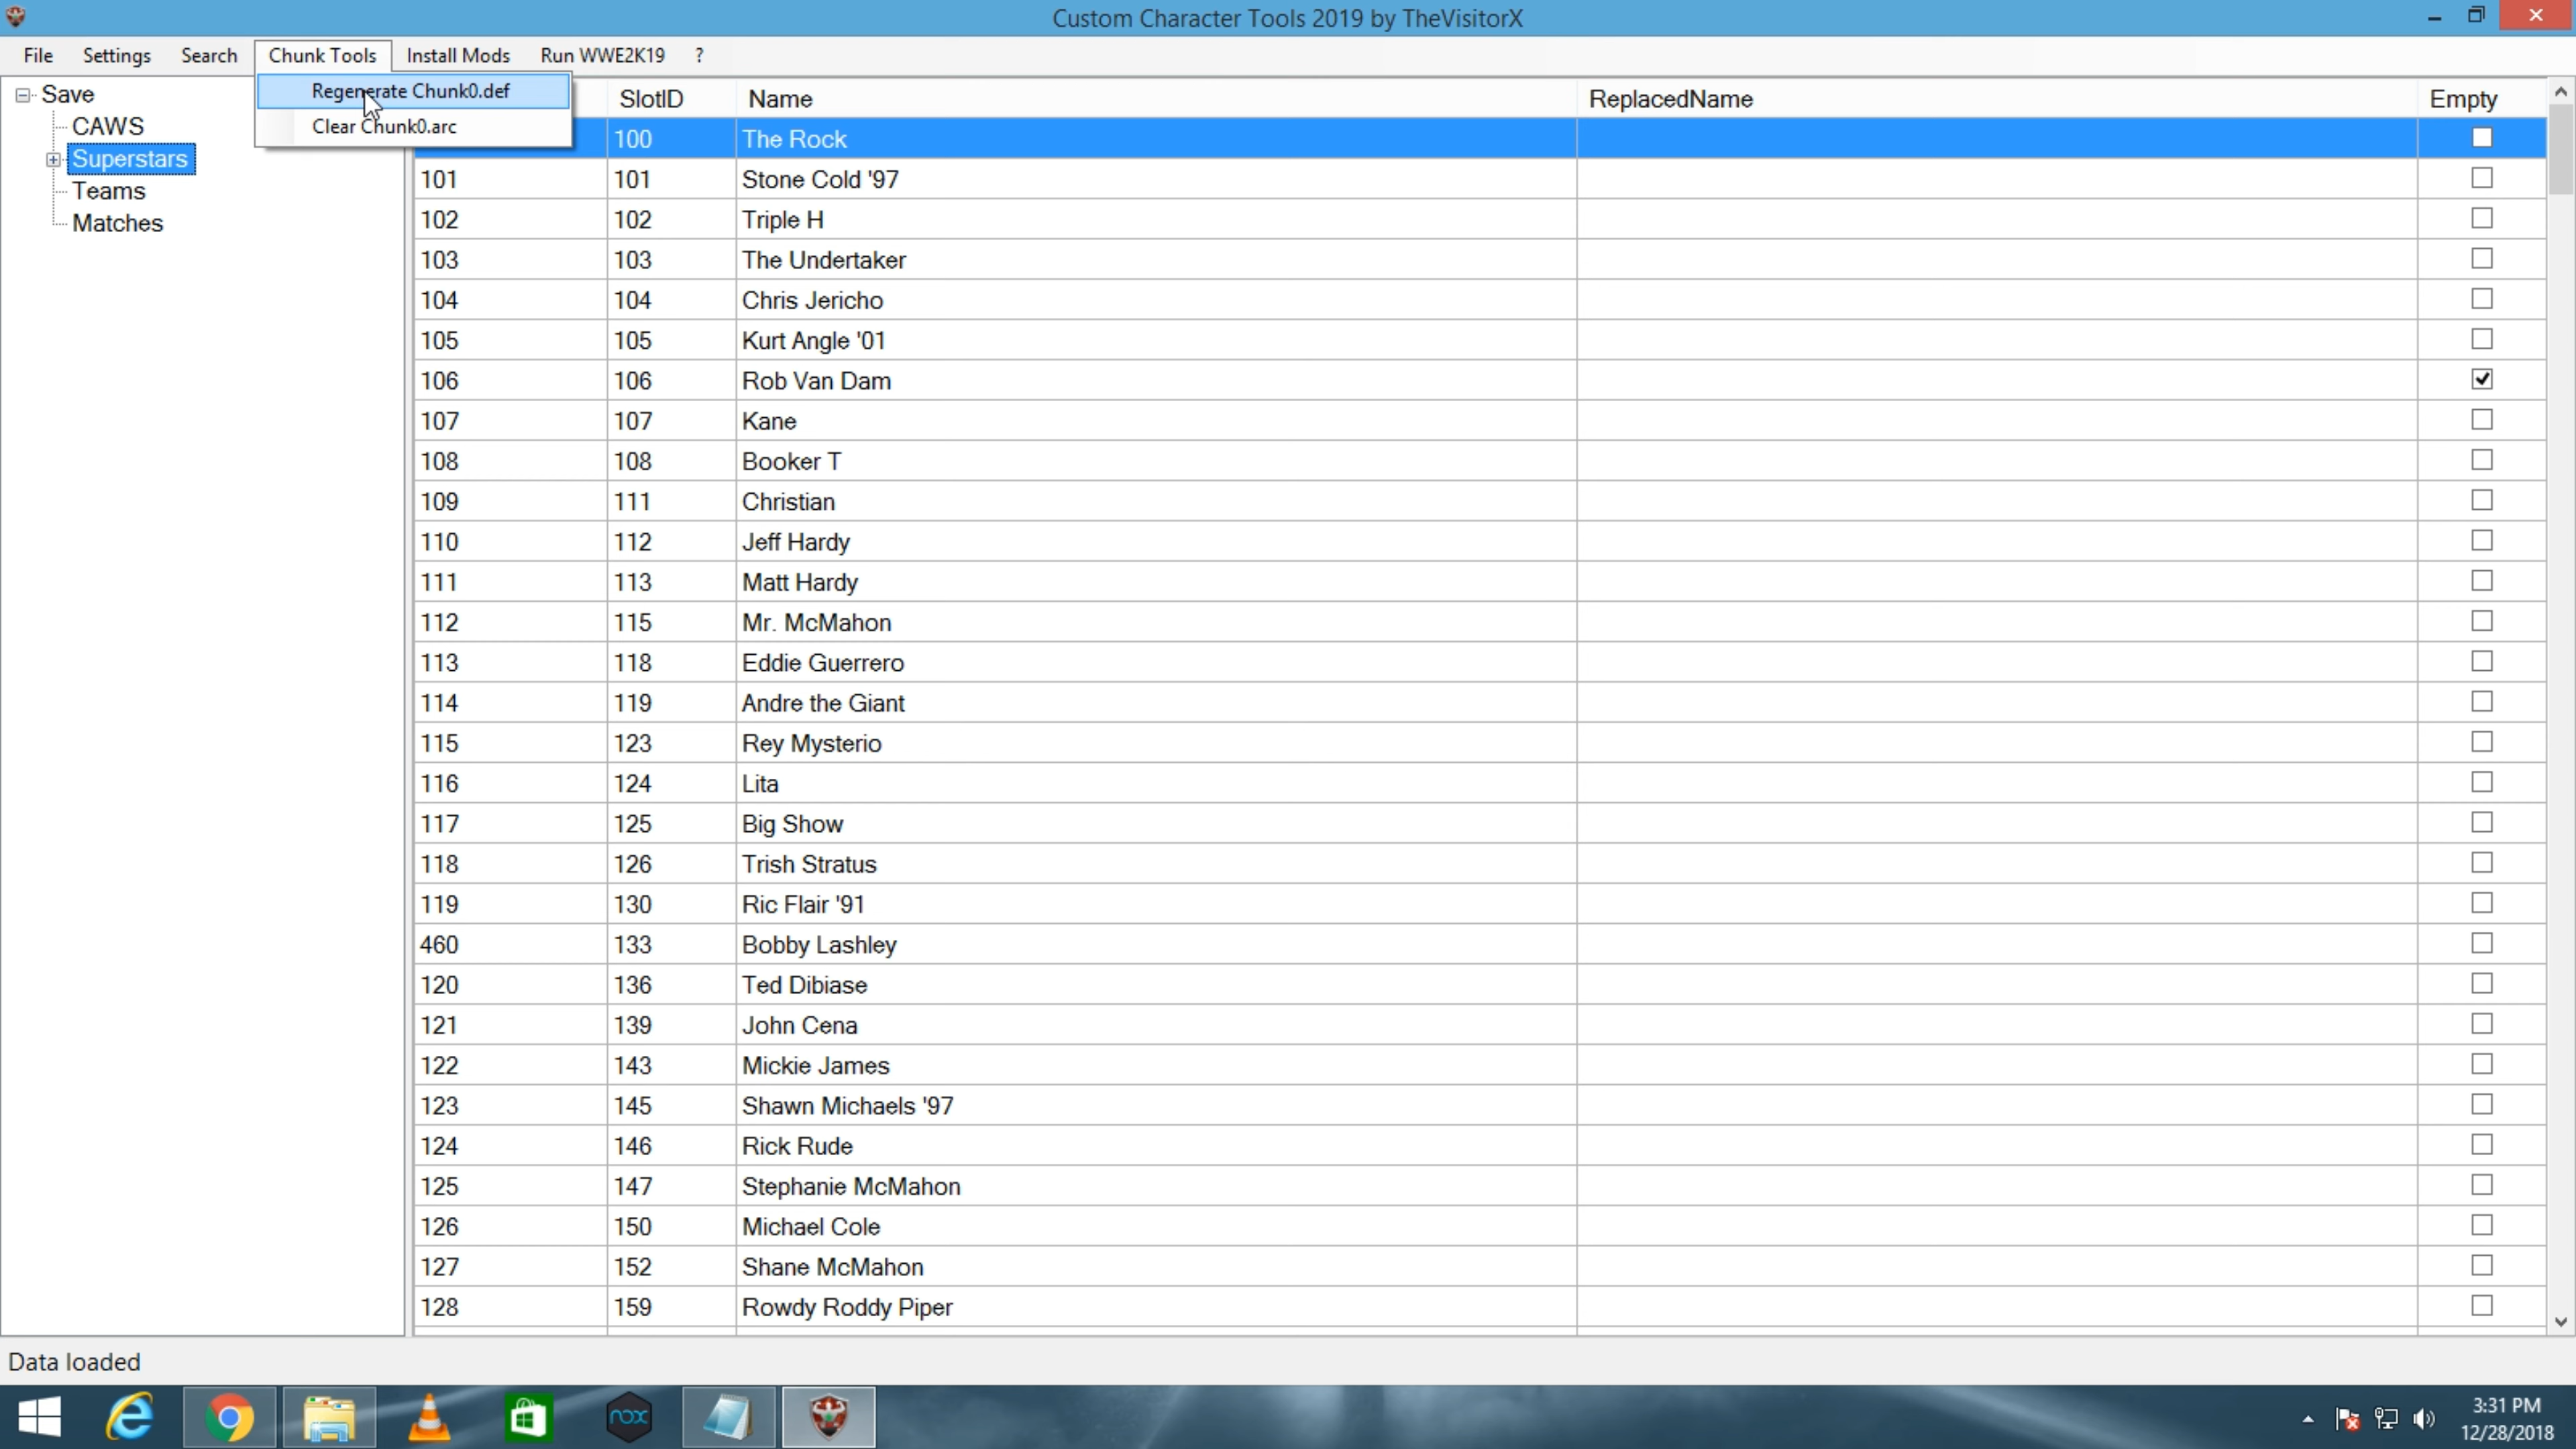 Custom Character Tools 2019 by TheVisitorX
File Settings Search Chunk Tools Install Mods Run WWE2K19 ?
Regenerate Chunk0.def
Clear Chunk0.arc
Save
CAWS
Superstars
Teams
Matches
SlotID Name ReplacedName Empty
100 The Rock
101 101 Stone Cold '97
102 102 Triple H
103 103 The Undertaker
104 104 Chris Jericho
105 105 Kurt Angle '01
106 106 Rob Van Dam
107 107 Kane
108 108 Booker T
109 111 Christian
110 112 Jeff Hardy
111 113 Matt Hardy
112 115 Mr. McMahon
113 118 Eddie Guerrero
114 119 Andre the Giant
115 123 Rey Mysterio
116 124 Lita
117 125 Big Show
118 126 Trish Stratus
119 130 Ric Flair '91
460 133 Bobby Lashley
120 136 Ted Dibiase
121 139 John Cena
122 143 Mickie James
123 145 Shawn Michaels '97
124 146 Rick Rude
125 147 Stephanie McMahon
126 150 Michael Cole
127 152 Shane McMahon
128 159 Rowdy Roddy Piper
Data loaded
nox
3:31 PM
12/28/2018